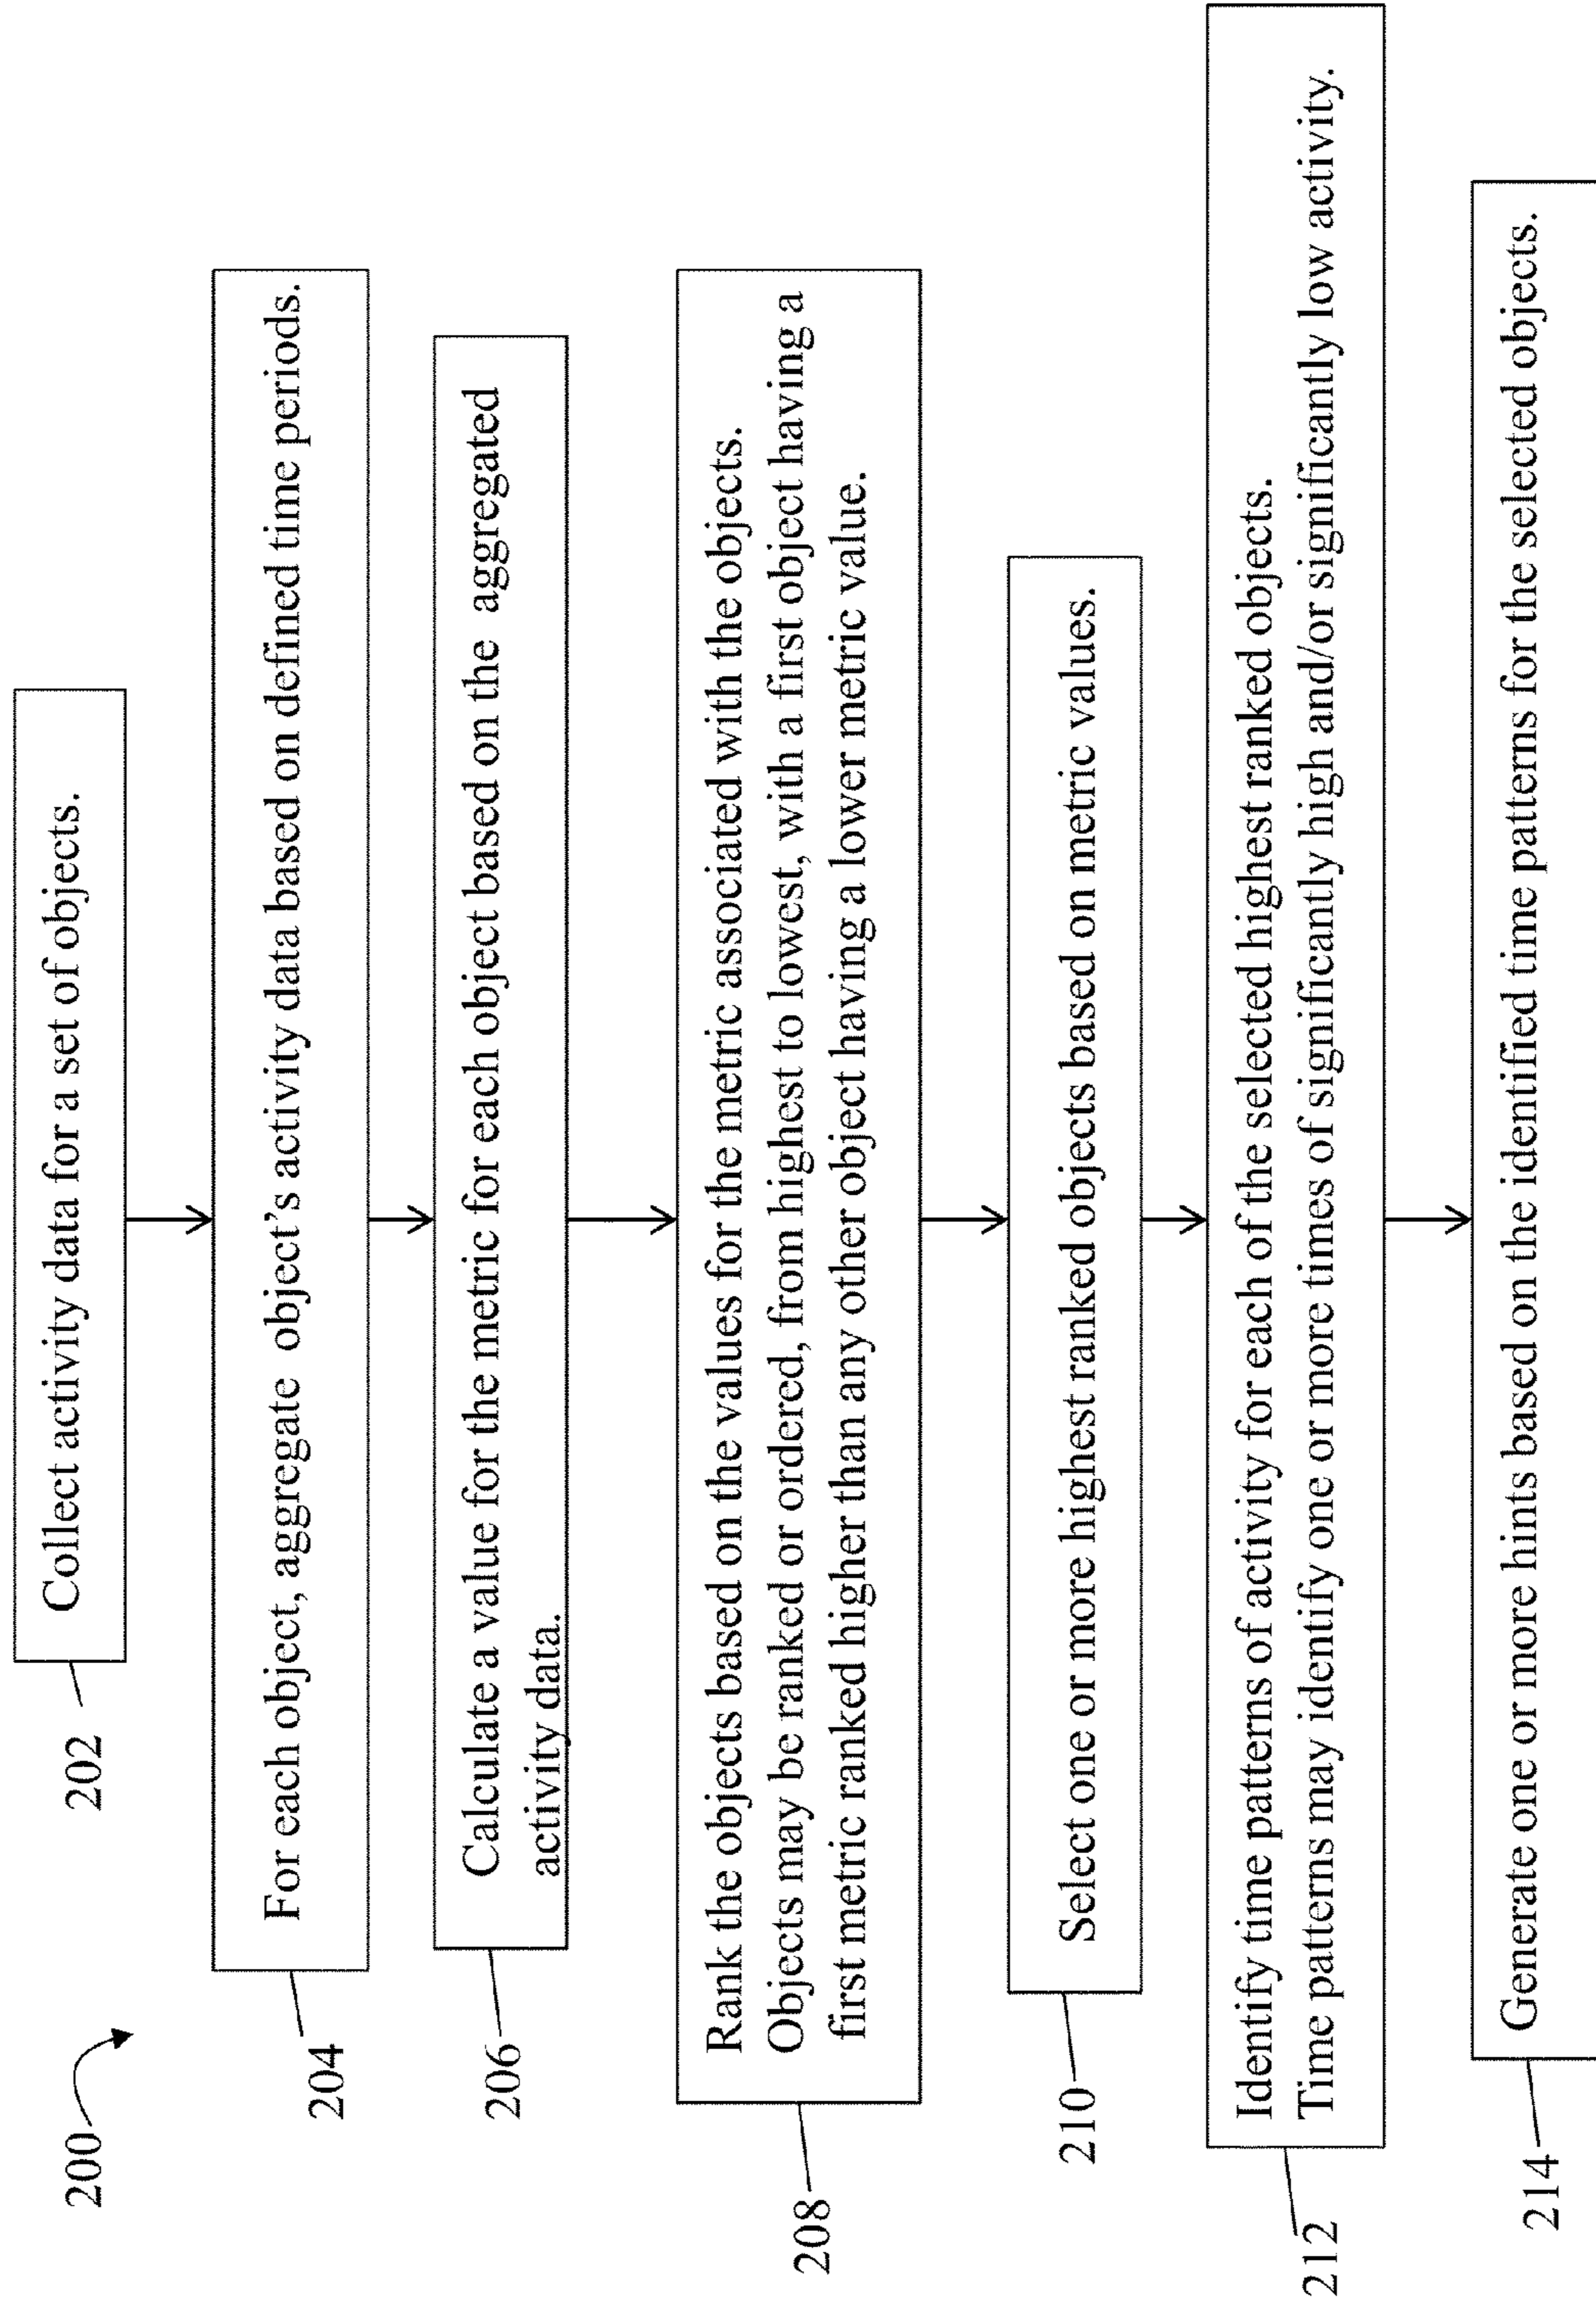 200
202
Collect activity data for a set of objects.
204
For each object, aggregate object's activity data based on defined time periods.
206
Calculate a value for the metric for each object based on the aggregated
activity data.
208
Rank the objects based on the values for the metric associated with the objects.
Objects may be ranked or ordered, from highest to lowest, with a first object having a
first metric ranked higher than any other object having a lower metric value.
210
Select one or more highest ranked objects based on metric values.
212
Identify time patterns of activity for each of the selected highest ranked objects.
Time patterns may identify one or more times of significantly high and/or significantly low activity.
214
Generate one or more hints based on the identified time patterns for the selected objects.